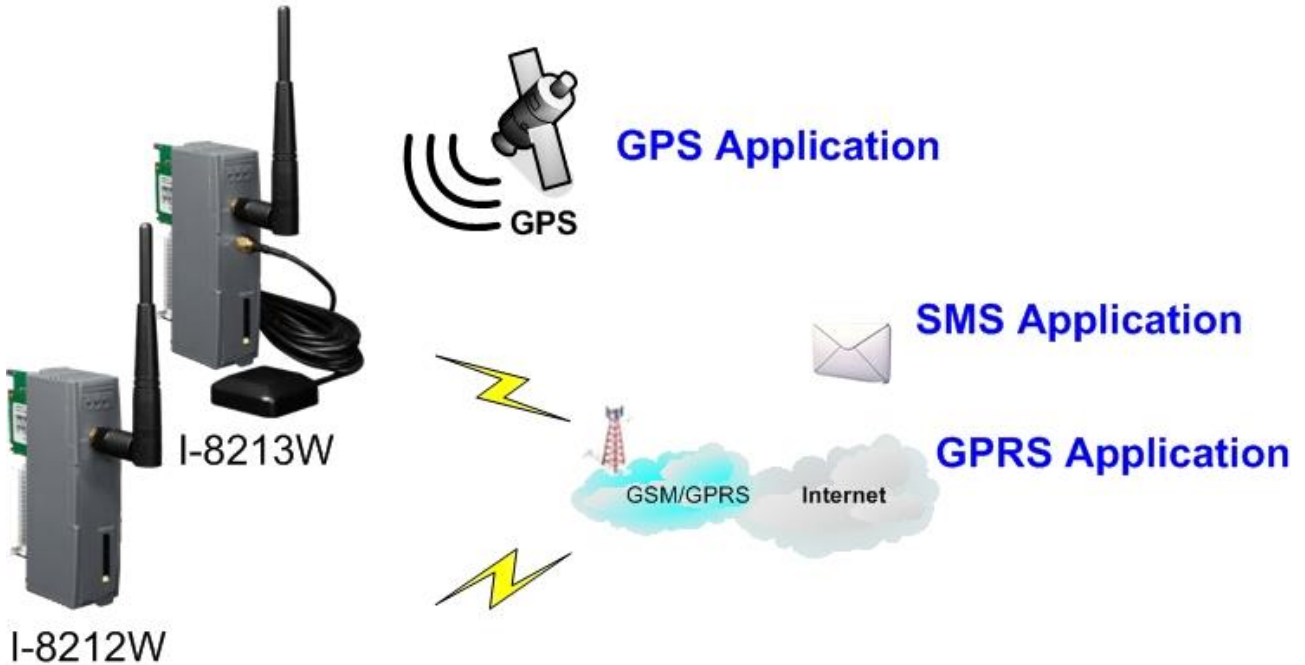 GPS Application
GPS
SMS Application
I-8213W
GPRS Application
GSM/GPRS
Internet
I-8212W